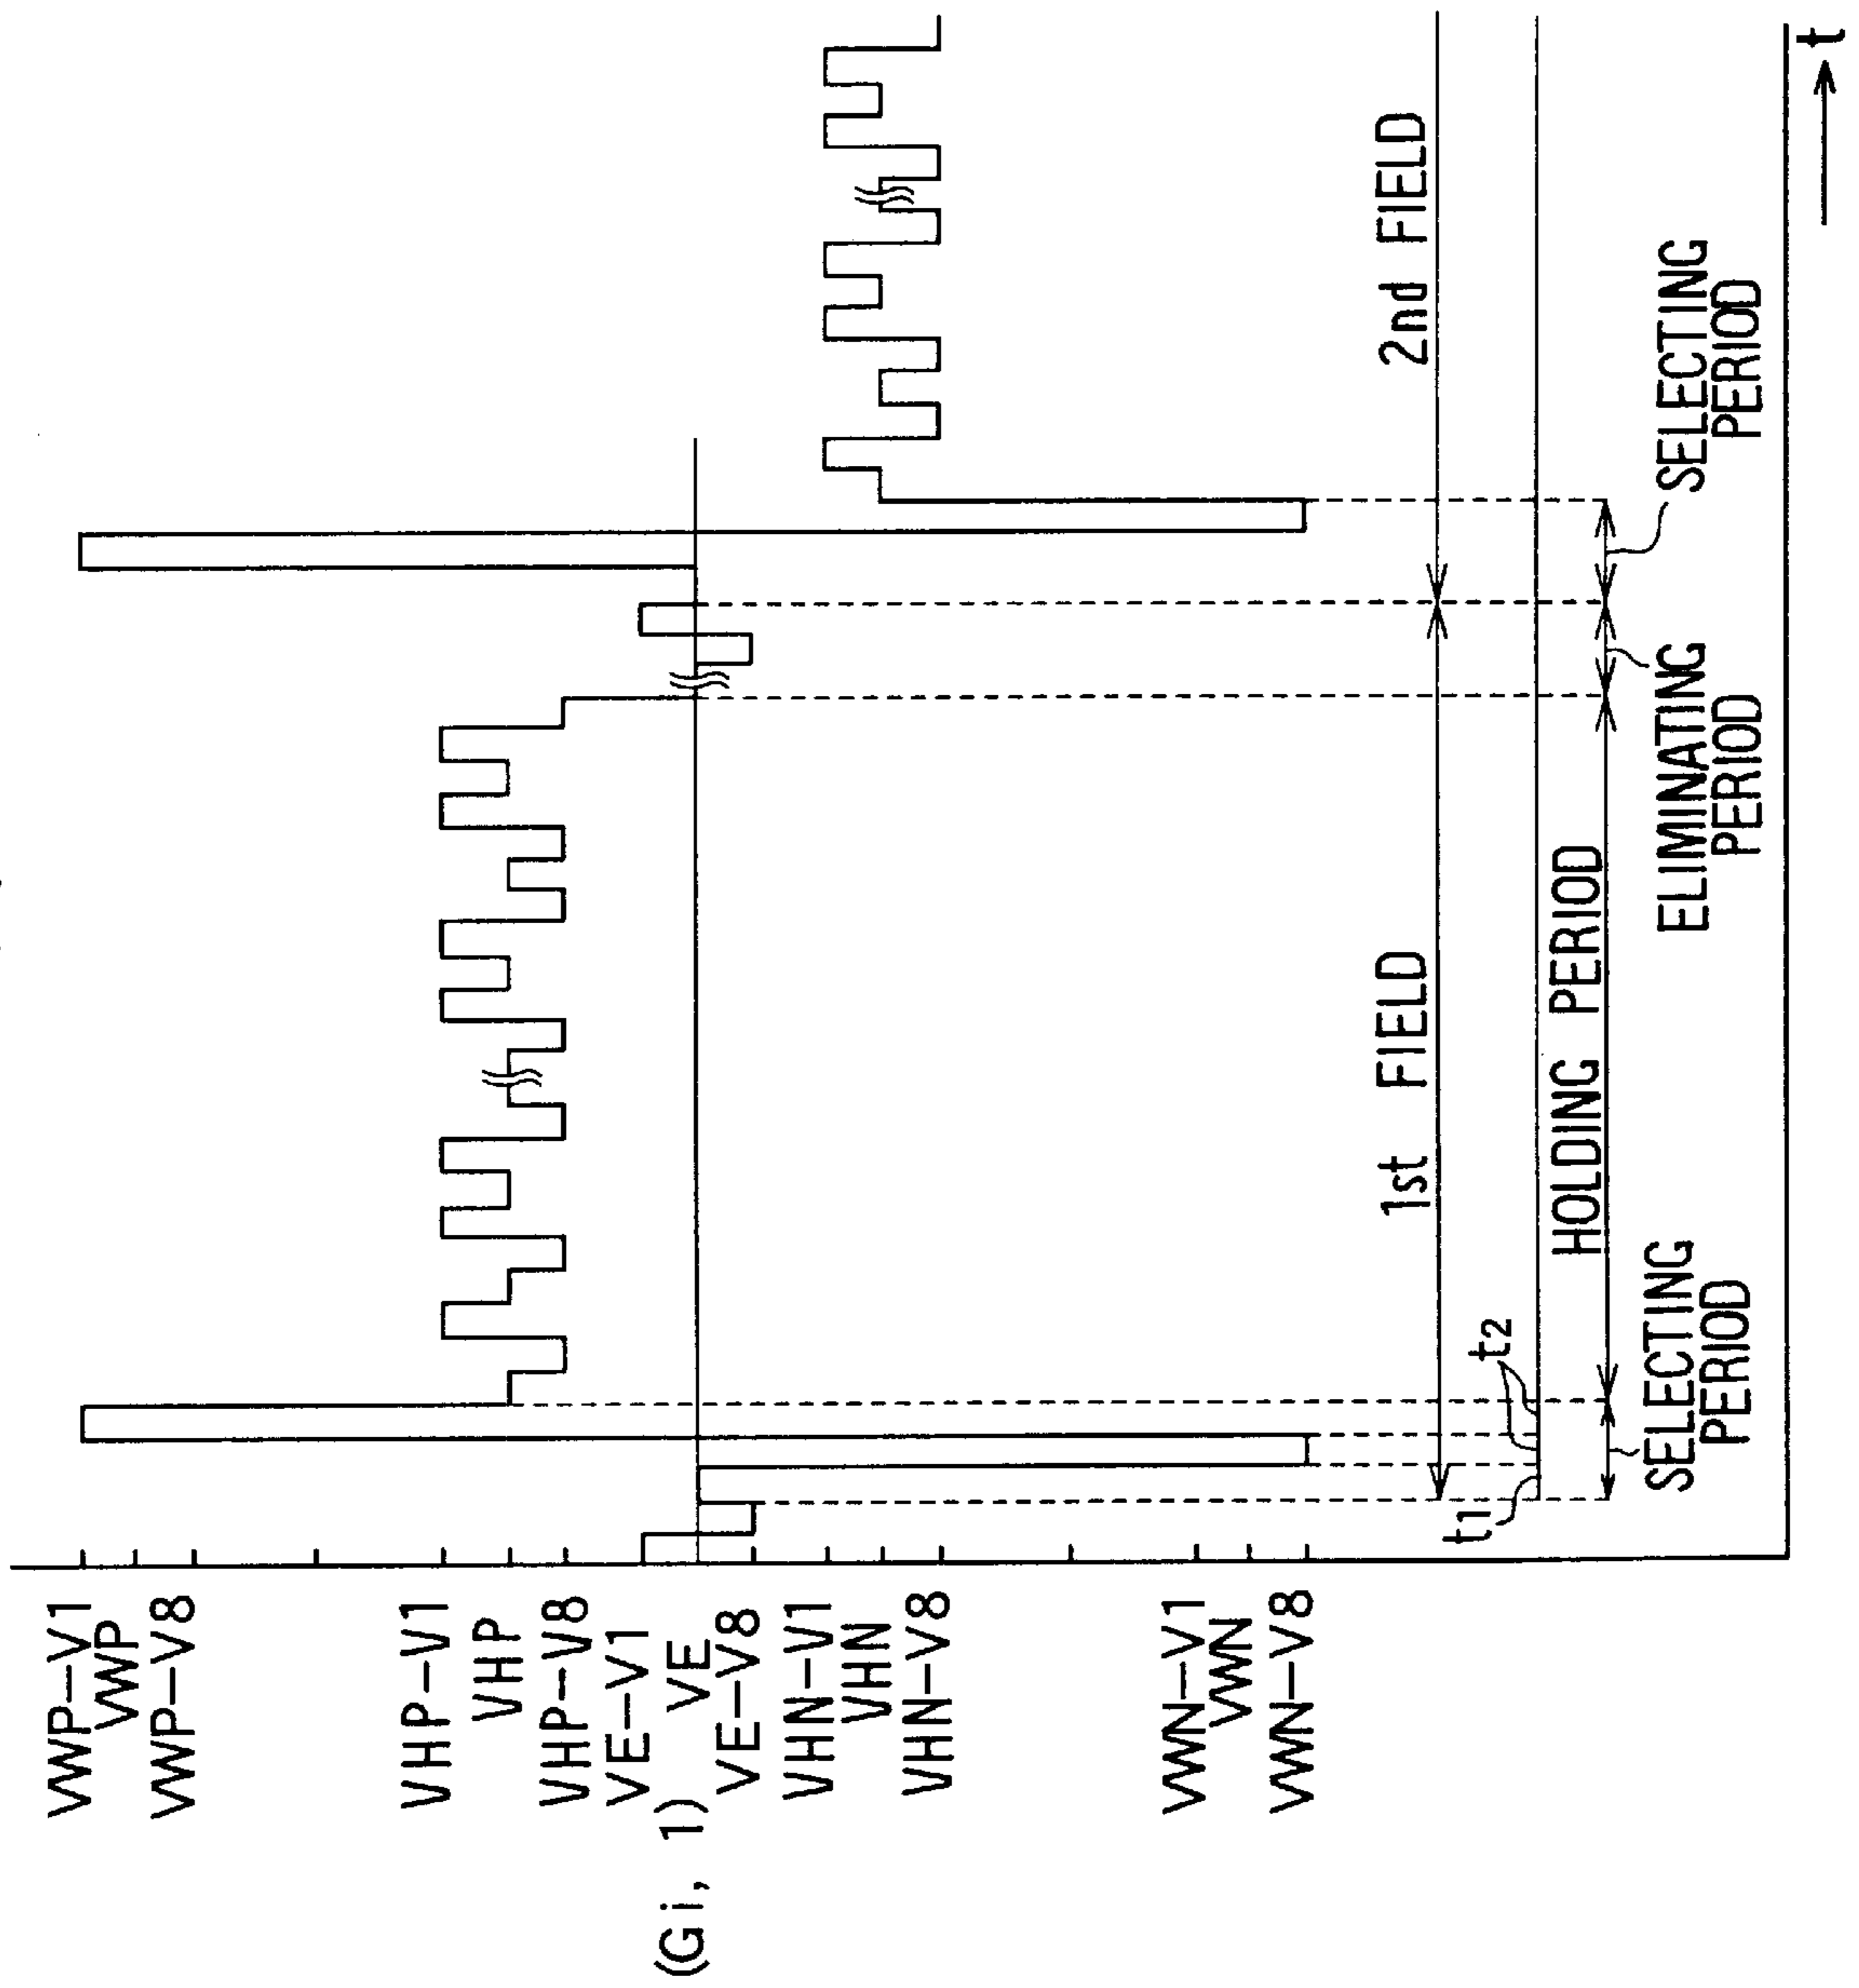 VWP–V1
VWP
VWP–V8
VHP–V1
VHP
VHP–V8
VE–V1
(Gi, 1) VE
VE–V8
VHN–V1
VHN
VHN–V8
VWN–V1
VWN
VWN–V8
1st FIELD
2nd FIELD
t1
t2
HOLDING PERIOD
SELECTING
PERIOD
ELIMINATING
PERIOD
SELECTING
PERIOD
t